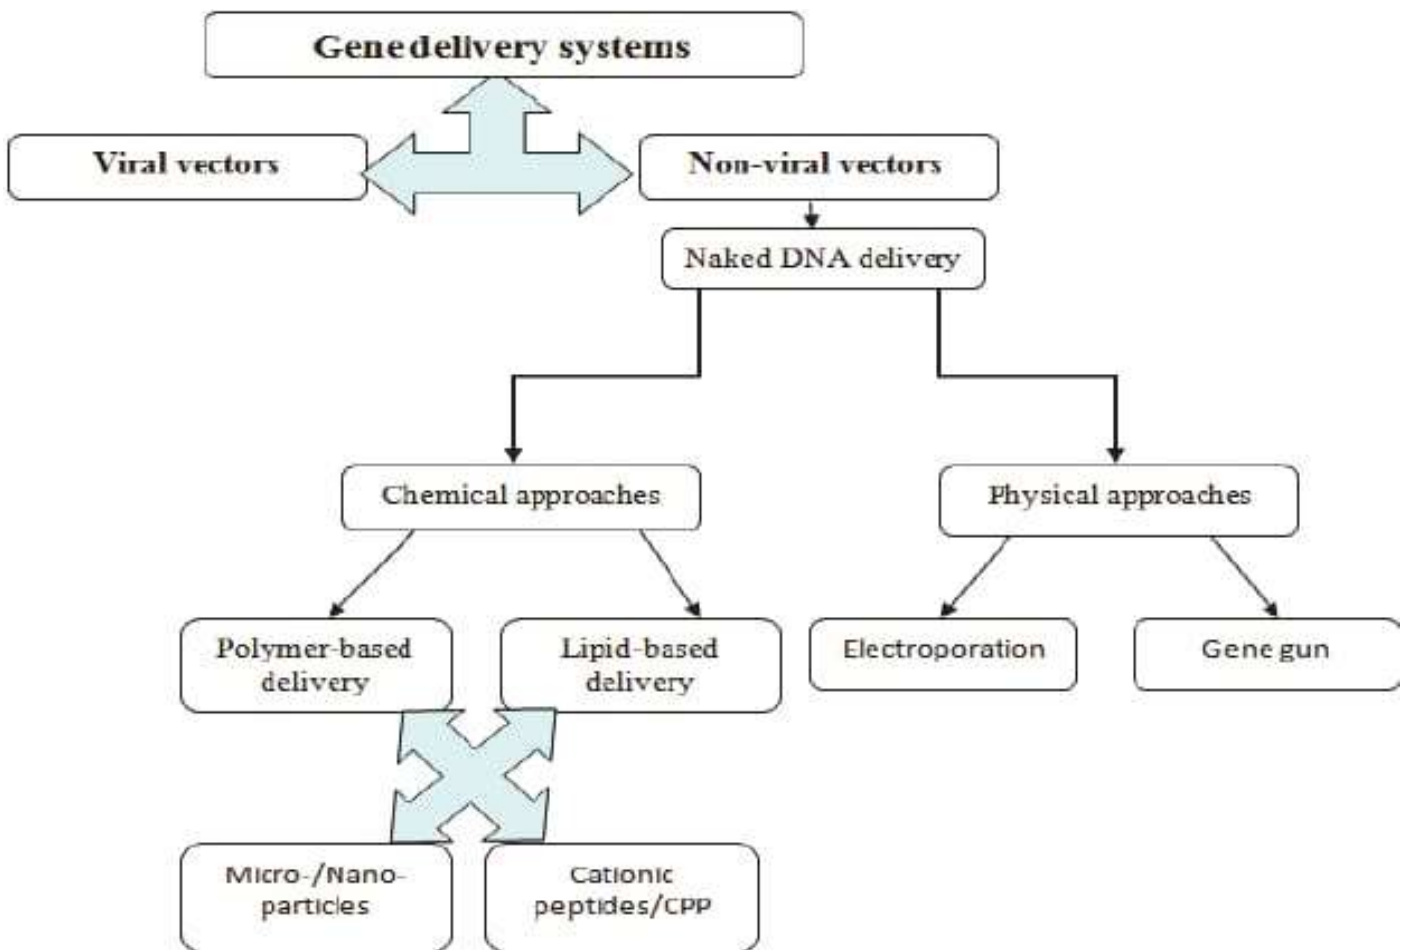 Gene delivery systems
Viral vectors
Non-viral vectors
Naked DNA delivery
Chemical approaches
Physical approaches
Polymer-based
delivery
Lipid-based
delivery
Electroporation
Gene gun
Micro-/Nano-
particles
Cationic
peptides/CPP